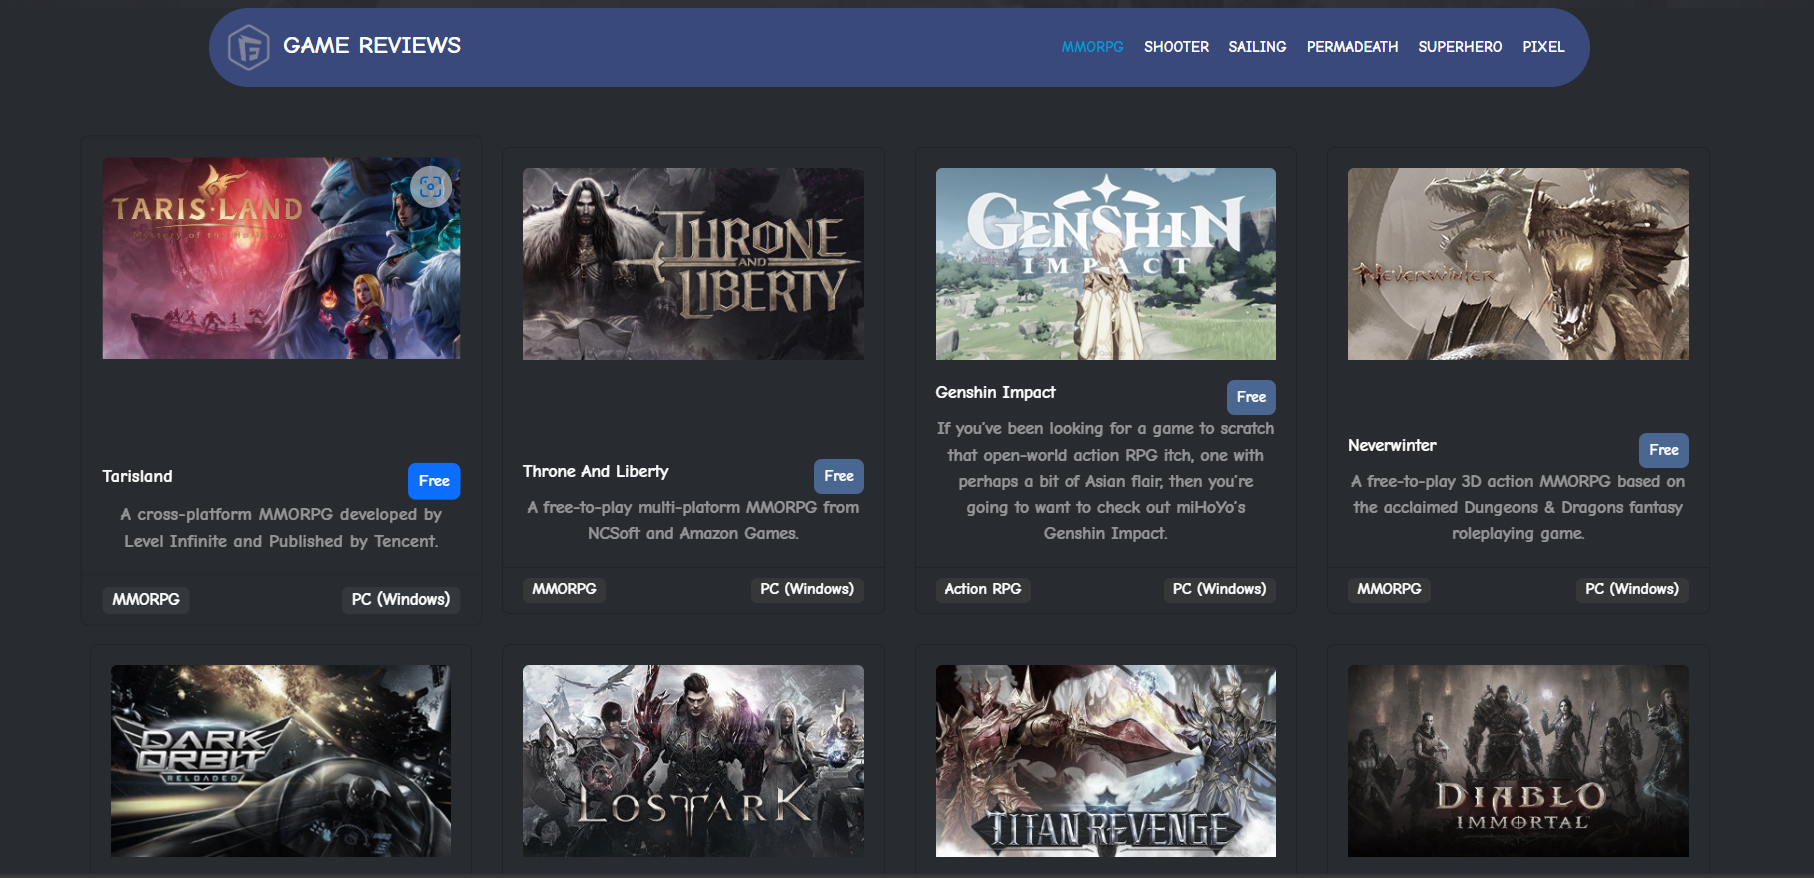 GAME REVIEWS
MMORPG SHOOTER SAILING PERMADEATH SUPERHERO PIXEL
TARISLAND
THRONE
AND
LIBERTY
GENSHIN
IMPACT
NEVERWINTER
Tarisland
Free
A cross-platform MMORPG developed by
Level Infinite and Published by Tencent.
MMORPG
PC (Windows)
Throne And Liberty
Free
A free-to-play multi-platorm MMORPG from
NCSoft and Amazon Games.
MMORPG
PC (Windows)
Genshin Impact
Free
If you've been looking for a game to scratch
that open-world action RPG itch, one with
perhaps a bit of Asian flair, then you're
going to want to check out miHoYo's
Genshin Impact.
Action RPG
PC (Windows)
Neverwinter
Free
A free-to-play 3D action MMORPG based on
the acclaimed Dungeons & Dragons fantasy
roleplaying game.
MMORPG
PC (Windows)
DARK
ORBIT
RELOADED
LOST ARK
TITAN REVENGE
DIABLO
IMMORTAL